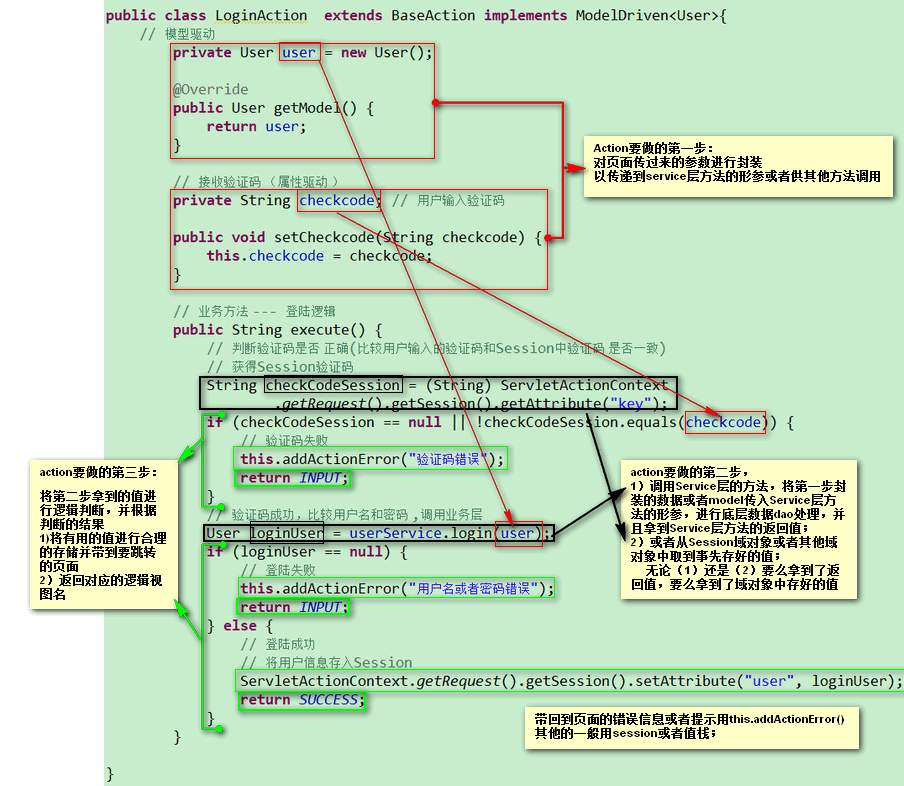 public class LoginAction extends BaseAction implements ModelDriven<User>{
// 模型驱动
private User user = new User();
@Override
public User getModel() {
return user;
}
// 接收验证码 (属性驱动 )
private String checkcode; // 用户输入验证码
public void setCheckcode(String checkcode) {
this.checkcode = checkcode;
}
// 业务方法 --- 登陆逻辑
public String execute() {
// 判断验证码是否 正确(比较用户输入的验证码和Session中验证码 是否一致)
// 获得Session验证码
String checkCodeSession = (String) ServletActionContext
.getRequest().getSession().getAttribute("key");
if (checkCodeSession == null || !checkCodeSession.equals(checkcode)) {
// 验证码失败
this.addActionError("验证码错误");
return INPUT;
}
// 验证码成功，比较用户名和密码 ,调用业务层
User loginUser = userService.login(user);
if (loginUser == null) {
// 登陆失败
this.addActionError("用户名或者密码错误");
return INPUT;
} else {
// 登陆成功
// 将用户信息存入Session
ServletActionContext.getRequest().getSession().setAttribute("user", loginUser);
return SUCCESS;
}
}
}
Action要做的第一步：
对页面传过来的参数进行封装
以传递到service层方法的形参或者供其他方法调用
action要做的第二步，
1）调用Service层的方法，将第一步封
装的数据或者model传入Service层方
法的形参，进行底层数据dao处理，并
且拿到Service层方法的返回值；
2）或者从Session域对象或者其他域
对象中取到事先存好的值；
无论（1）还是（2）要么拿到了返
回值，要么拿到了域对象中存好的值
action要做的第三步：
将第二步拿到的值进
行逻辑判断，并根据
判断的结果
1)将有用的值进行合理
的存储并带到要跳转
的页面
2）返回对应的逻辑视
图名
带回到页面的错误信息或者提示用this.addActionError()
其他的一般用session或者值栈；